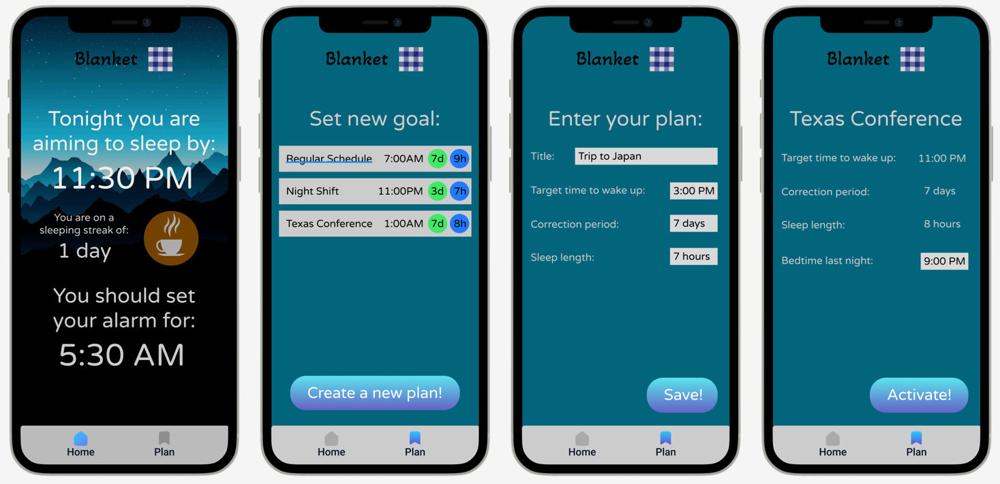 Blanket
Tonight you are
aiming to sleep by:
11:30 PM
You are on a
sleeping streak of:
1 day
You should set
your alarm for:
5:30 AM
Home Plan
Blanket
Set new goal:
Regular Schedule 7:00AM 7d 9h
Night Shift 11:00PM 3d 7h
Texas Conference 1:00AM 7d 8h
Create a new plan!
Home Plan
Blanket
Enter your plan:
Title: Trip to Japan
Target time to wake up: 3:00 PM
Correction period: 7 days
Sleep length: 7 hours
Save!
Home Plan
Blanket
Texas Conference
Target time to wake up: 11:00 PM
Correction period: 7 days
Sleep length: 8 hours
Bedtime last night: 9:00 PM
Activate!
Home Plan